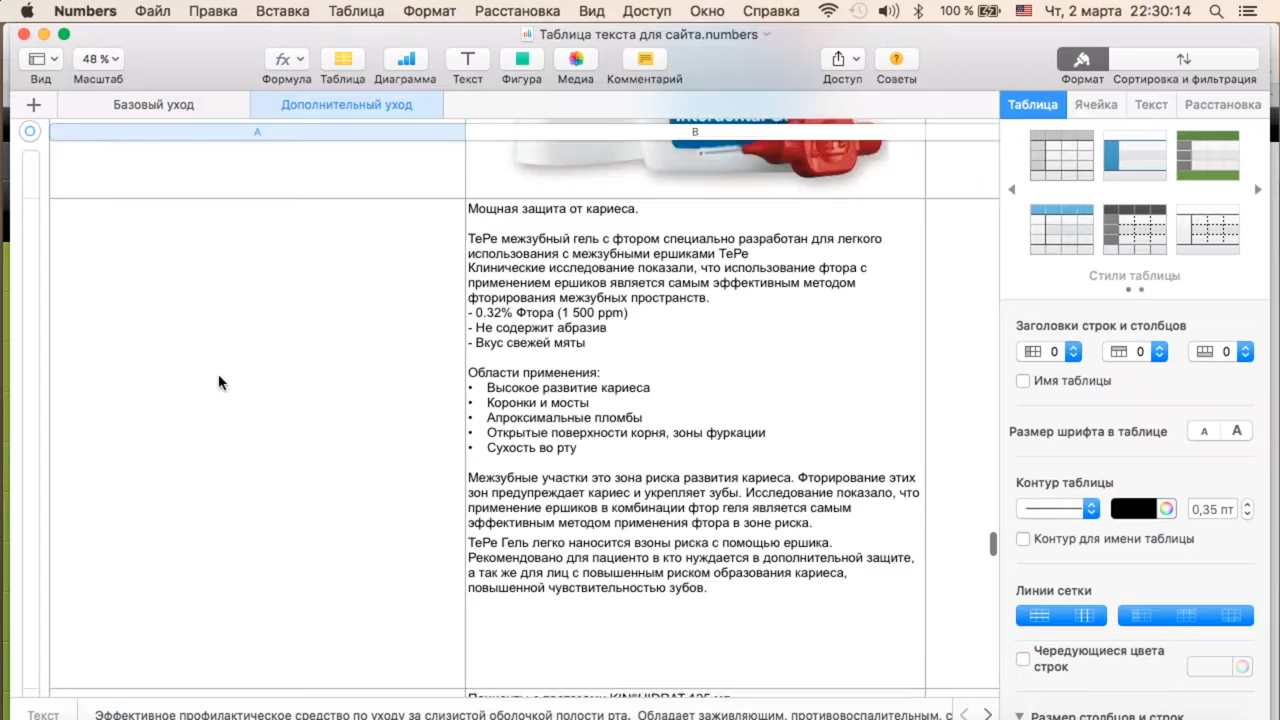 Numbers Файл Правка Вставка Таблица Формат Расстановка Вид Доступ Окно Справка 100 % Чт, 2 марта 22:30:14
Таблица текста для сайта.numbers
48 %
Вид Масштаб Формула Таблица Диаграмма Текст Фигура Медиа Комментарий Доступ Советы Формат Сортировка и фильтрация
Базовый уход Дополнительный уход
Таблица Ячейка Текст Расстановка
A B
Мощная защита от кариеса.
TePe межзубный гель с фтором специально разработан для легкого
использования с межзубными ершиками TePe
Клинические исследование показали, что использование фтора с
применением ершиков является самым эффективным методом
фторирования межзубных пространств.
- 0.32% Фтора (1 500 ppm)
- Не содержит абразив
- Вкус свежей мяты
Области применения:
• Высокое развитие кариеса
• Коронки и мосты
• Апроксимальные пломбы
• Открытые поверхности корня, зоны фуркации
• Сухость во рту
Межзубные участки это зона риска развития кариеса. Фторирование этих
зон предупреждает кариес и укрепляет зубы. Исследование показало, что
применение ершиков в комбинации фтор геля является самым
эффективным методом применения фтора в зоне риска.
TePe Гель легко наносится взоны риска с помощью ершика.
Рекомендовано для пациенто в кто нуждается в дополнительной защите,
а так же для лиц с повышенным риском образования кариеса,
повышенной чувствительностью зубов.
Стили таблицы
Заголовки строк и столбцов
0 0 0
Имя таблицы
Размер шрифта в таблице A A
Контур таблицы
0,35 пт
Контур для имени таблицы
Линии сетки
Чередующиеся цвета
строк
Размер столбцов и строк
Текст Эффективное профилактическое средство по уходу за слизистой оболочкой полости рта. Обладает заживляющим, противовоспалительным, с